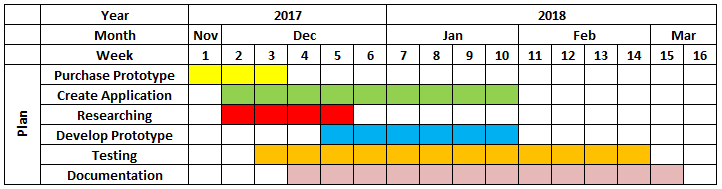 Year 2017 2018
Month Nov Dec Jan Feb Mar
Week 1 2 3 4 5 6 7 8 9 10 11 12 13 14 15 16
Plan
Purchase Prototype
Create Application
Researching
Develop Prototype
Testing
Documentation